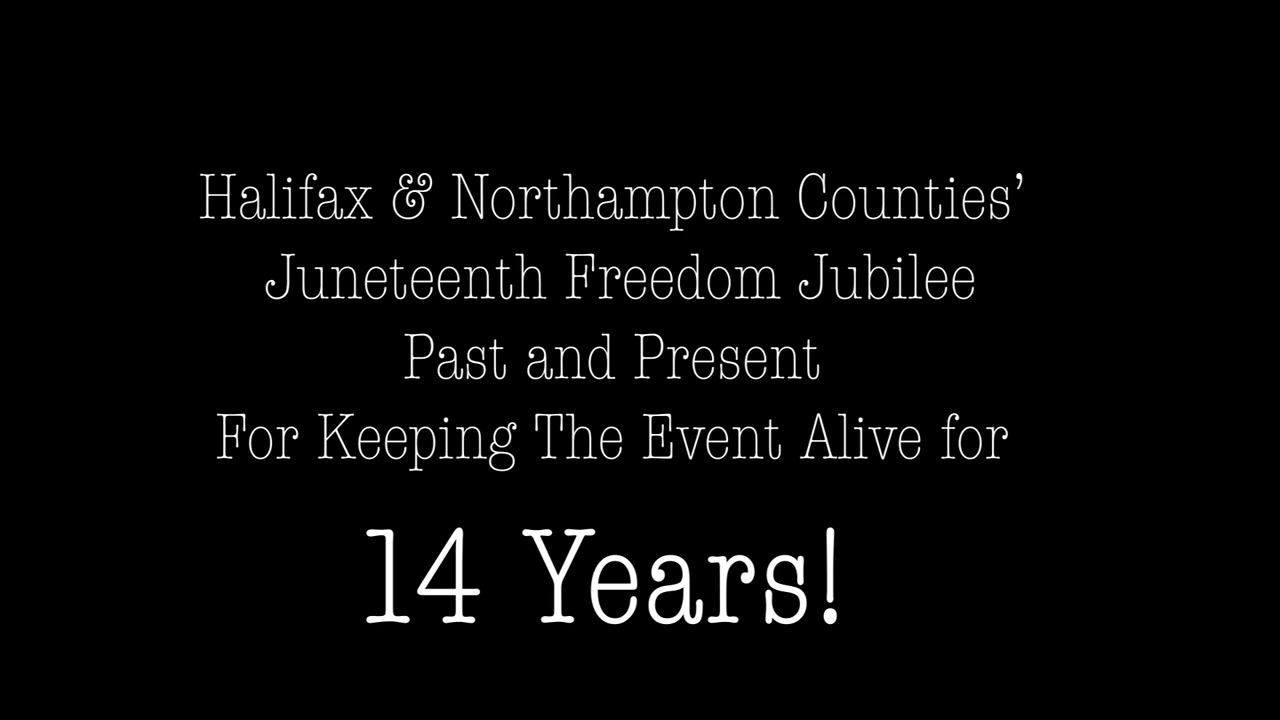 Halifax & Northampton Counties’
Juneteenth Freedom Jubilee
Past and Present
For Keeping The Event Alive for
14 Years!